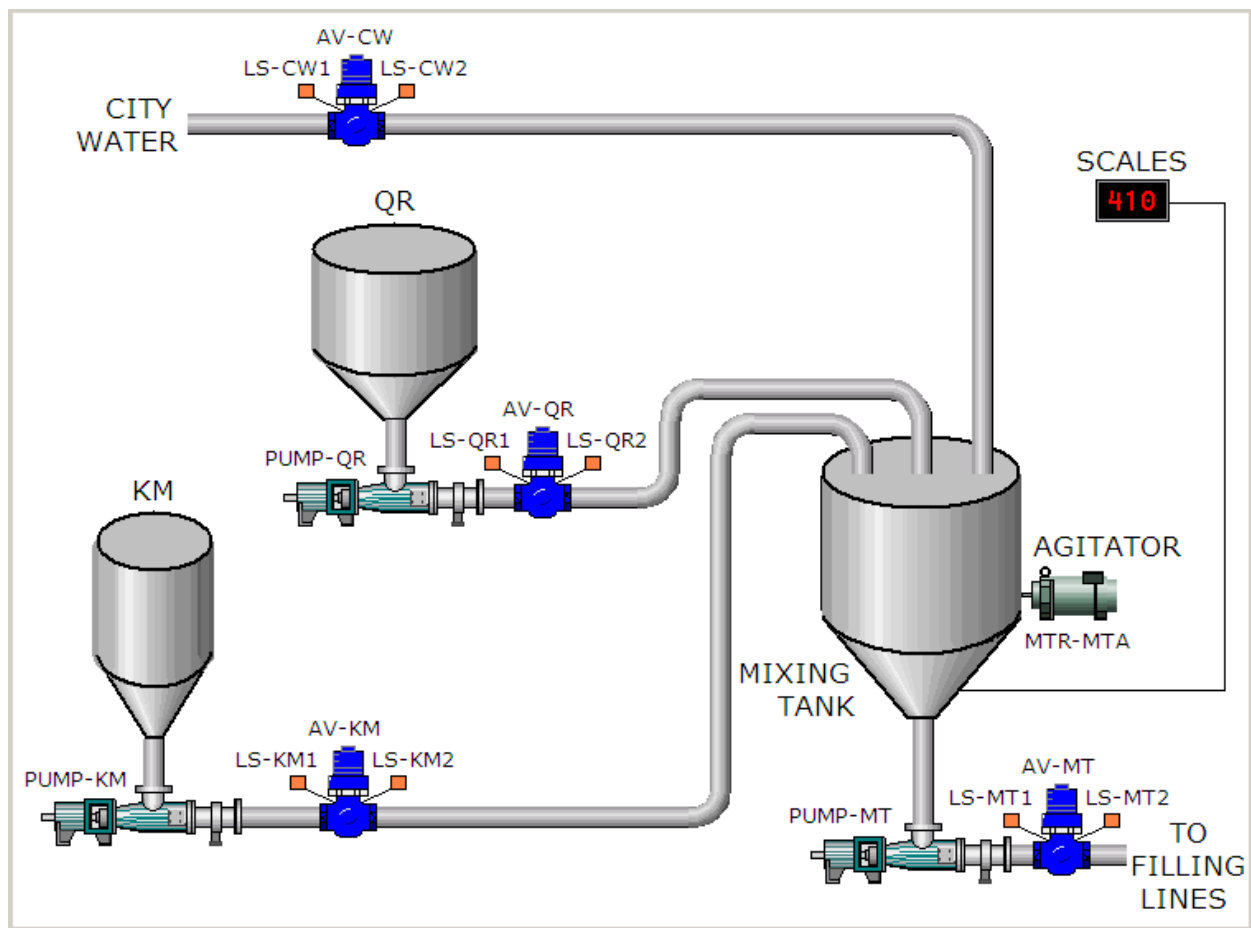 AV-CW
LS-CW1 LS-CW2
CITY
WATER
SCALES
410
QR
AV-QR
LS-QR1 LS-QR2
PUMP-QR
KM
AGITATOR
MTR-MTA
MIXING
TANK
AV-KM
LS-KM1 LS-KM2
PUMP-KM
AV-MT
LS-MT1 LS-MT2
PUMP-MT
TO
FILLING
LINES